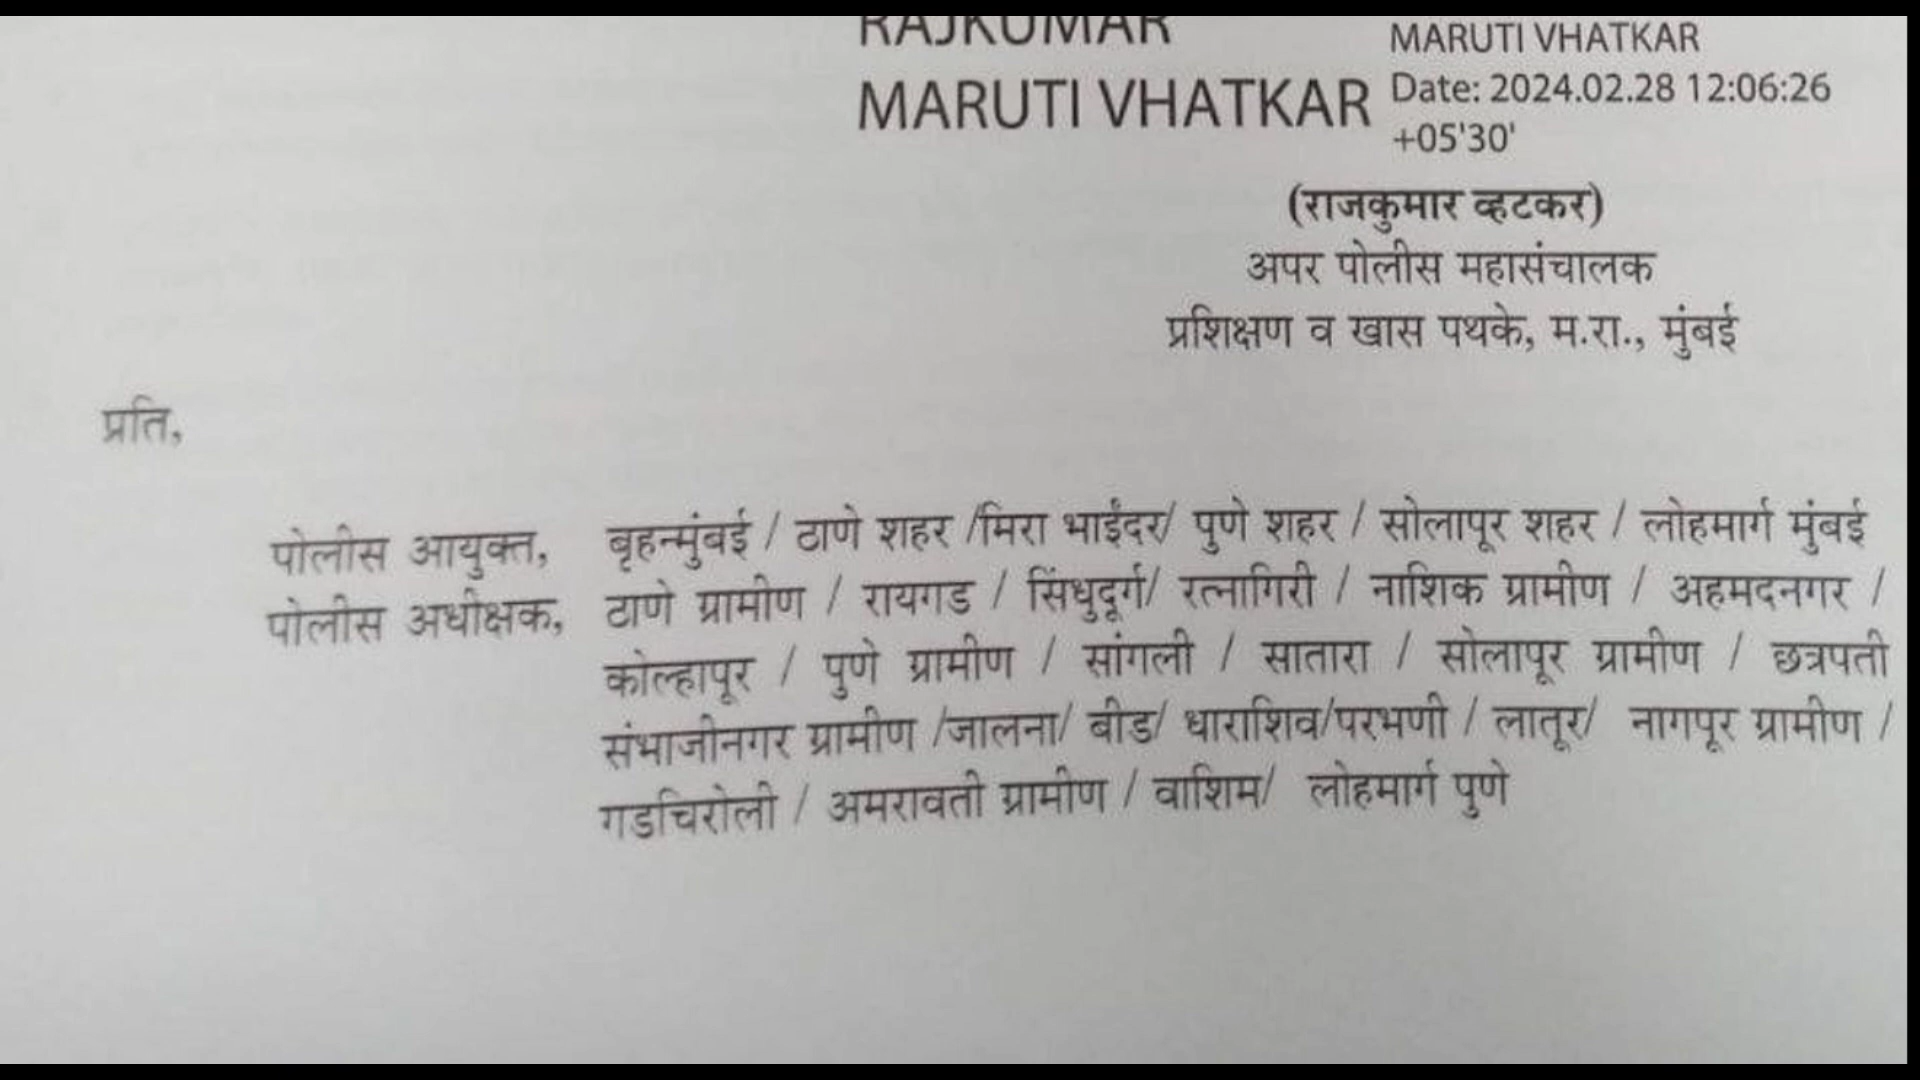 RAJKUMAR
MARUTI VHATKAR
MARUTI VHATKAR
Date: 2024.02.28 12:06:26
+05'30'
(राजकुमार व्हटकर)
अपर पोलीस महासंचालक
प्रशिक्षण व खास पथके, म.रा., मुंबई
प्रति,
पोलीस आयुक्त, बृहन्मुंबई / ठाणे शहर /मिरा भाईंदर/ पुणे शहर / सोलापूर शहर / लोहमार्ग मुंबई
पोलीस अधीक्षक, ठाणे ग्रामीण / रायगड / सिंधुदूर्ग/ रत्नागिरी / नाशिक ग्रामीण / अहमदनगर /
कोल्हापूर / पुणे ग्रामीण / सांगली / सातारा / सोलापूर ग्रामीण / छत्रपती
संभाजीनगर ग्रामीण /जालना/ बीड/ धाराशिव/परभणी / लातूर/ नागपूर ग्रामीण /
गडचिरोली / अमरावती ग्रामीण / वाशिम/ लोहमार्ग पुणे